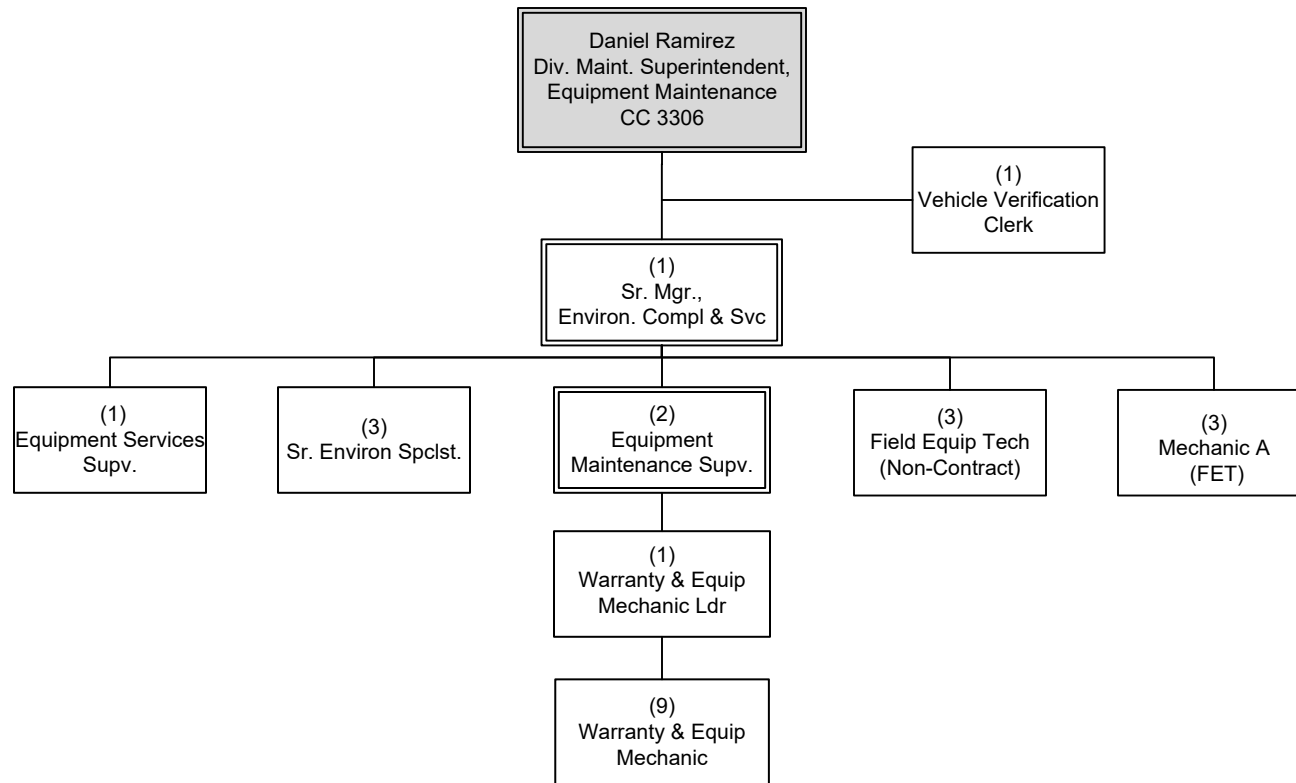 Daniel Ramirez
Div. Maint. Superintendent,
Equipment Maintenance
CC 3306
(1)
Vehicle Verification
Clerk
(1)
Sr. Mgr.,
Environ. Compl & Svc
(1)
Equipment Services
Supv.
(3)
Sr. Environ Spclst.
(2)
Equipment
Maintenance Supv.
(3)
Field Equip Tech
(Non-Contract)
(3)
Mechanic A
(FET)
(1)
Warranty & Equip
Mechanic Ldr
(9)
Warranty & Equip
Mechanic